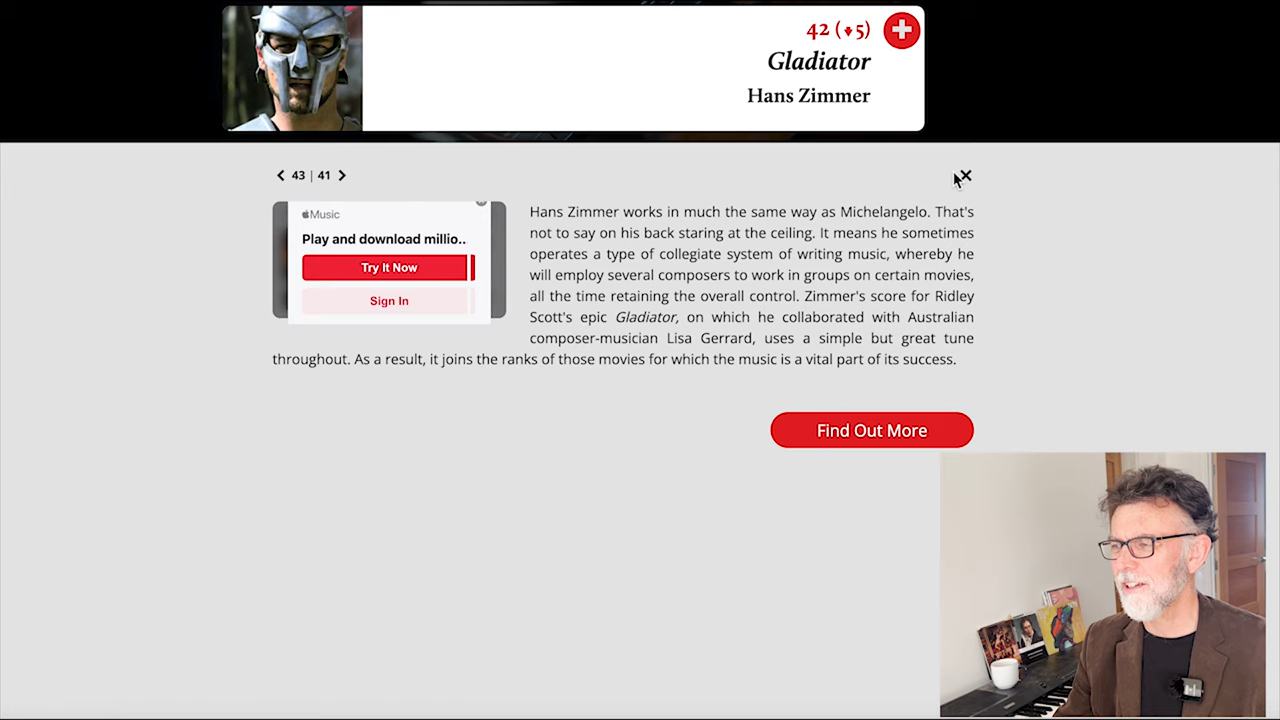 42 (↓5)
Gladiator
Hans Zimmer
43 | 41
Music
Play and download millio..
Try It Now
Sign In
Hans Zimmer works in much the same way as Michelangelo. That's
not to say on his back staring at the ceiling. It means he sometimes
operates a type of collegiate system of writing music, whereby he
will employ several composers to work in groups on certain movies,
all the time retaining the overall control. Zimmer's score for Ridley
Scott's epic Gladiator, on which he collaborated with Australian
composer-musician Lisa Gerrard, uses a simple but great tune
throughout. As a result, it joins the ranks of those movies for which the music is a vital part of its success.
Find Out More